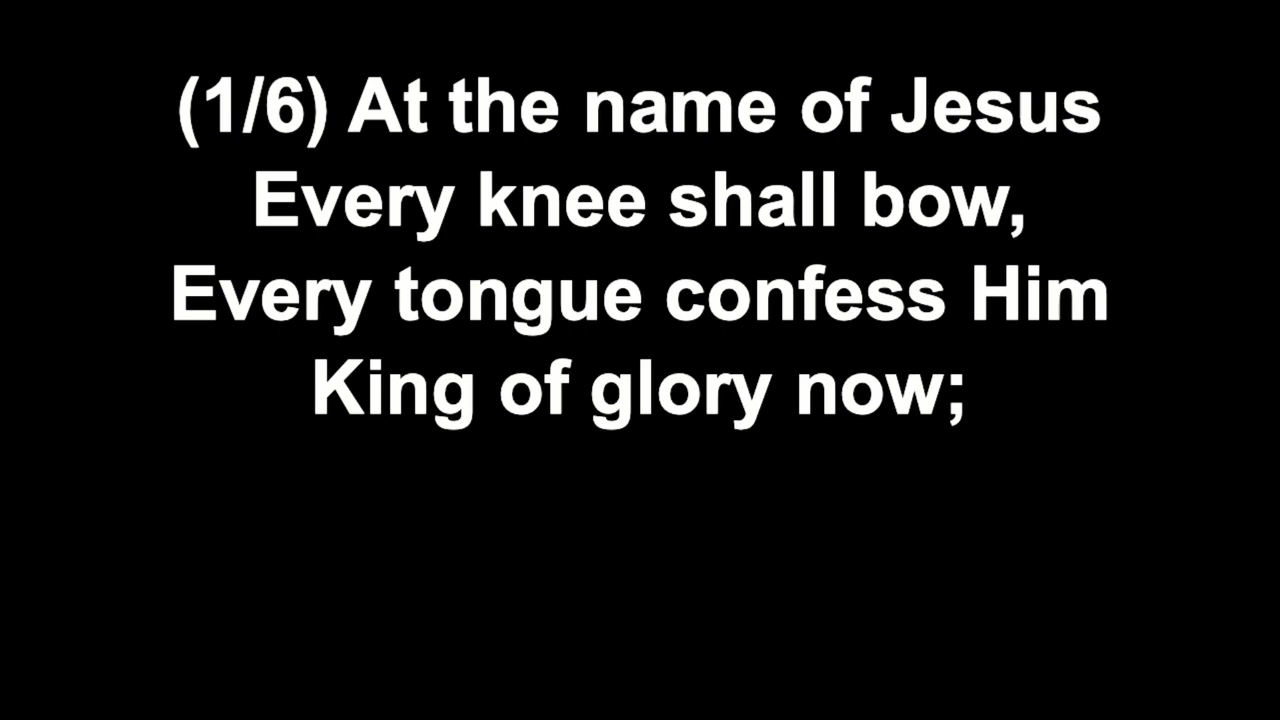 (1/6) At the name of Jesus
Every knee shall bow,
Every tongue confess Him
King of glory now;